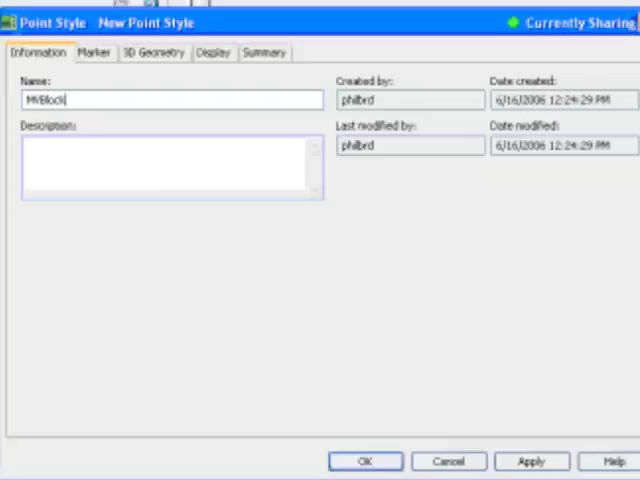 Point Style New Point Style
Currently Sharing
Information Marker 3D Geometry Display Summary
Name: Created by: Date created:
MYBlock philbrd 6/16/2006 12:24:29 PM
Description: Last modified by: Date modified:
philbrd 6/16/2006 12:24:29 PM
OK Cancel Apply Help